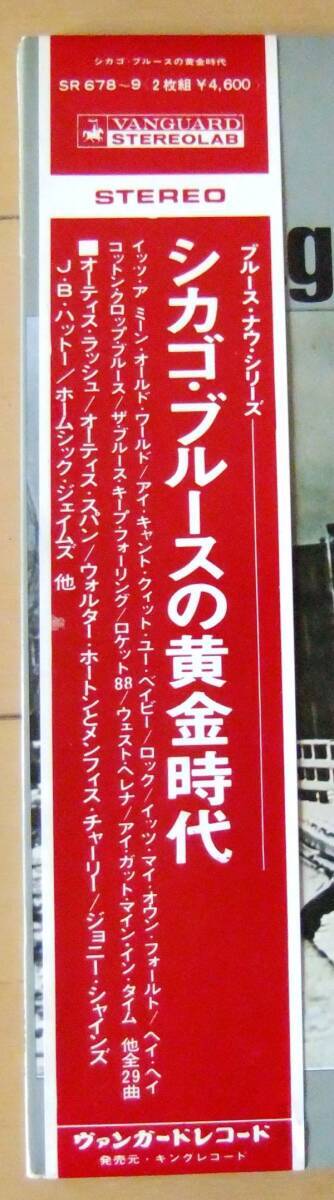 シカゴ・ブルースの黄金時代
SR 678~9 (2枚組 ¥4,600)
VANGUARD
STEREOLAB
STEREO
ブルース・ナウ・シリーズ
シカゴ・ブルースの黄金時代
イッツ・ア ミーン・オールド・ワールド/アイ・キャント・クィット・ユー・ベイビー/ロック/イッツ・マイ・オウン・フォールト/ヘイ・ヘイ
コットン・クロップ・ブルース/ザ・ブルース・キープ・フォーリング/ロケット88/ウェスト・ヘレナ/アイ・ガット・マイン・イン・タイム 他全29曲
■オーティス・ラッシュ/オーティス・スパン/ウォルター・ホートンとメンフィス・チャーリー/ジョニー・シャインズ
J・B・ハットー/ホームシック・ジェイムズ 他
ヴァンガードレコード
発売元・キングレコード
g